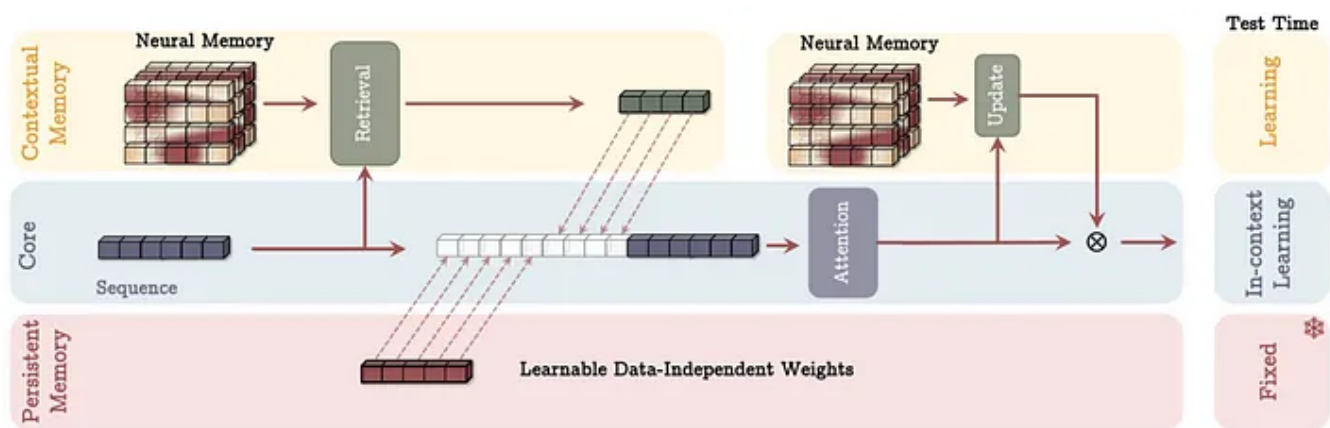 Test Time
Contextual
Memory
Neural Memory
Retrieval
Neural Memory
Update
Learning
Core
Sequence
Attention
In-context
Learning
Persistent
Memory
Learnable Data-Independent Weights
Fixed